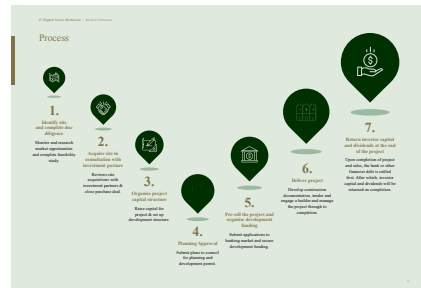 Process
1.
Identify site
and complete due
diligence
Monitor and research
market opportunities
and complete feasibility
study.
2.
Acquire site in
consultation with
investment partner
Review site
acquisitions with
investment partners &
close purchase deal.
3.
Organise project
capital structure
Raise capital for
project & set up
development structure.
4.
Planning Approval
Submit plans to council
for planning and
development permit.
5.
Pre-sell the project and
organise development
funding
Submit applications to
banking market and secure
development funding.
6.
Deliver project
Develop construction
documentation, tender and
engage a builder and manage
the project through to
completion.
7.
Return investor capital
and dividends at the end
of the project
Upon completion of project
and sales, the bank or other
financier debt is settled
first. After which, investor
capital and dividends will be
returned on completion.